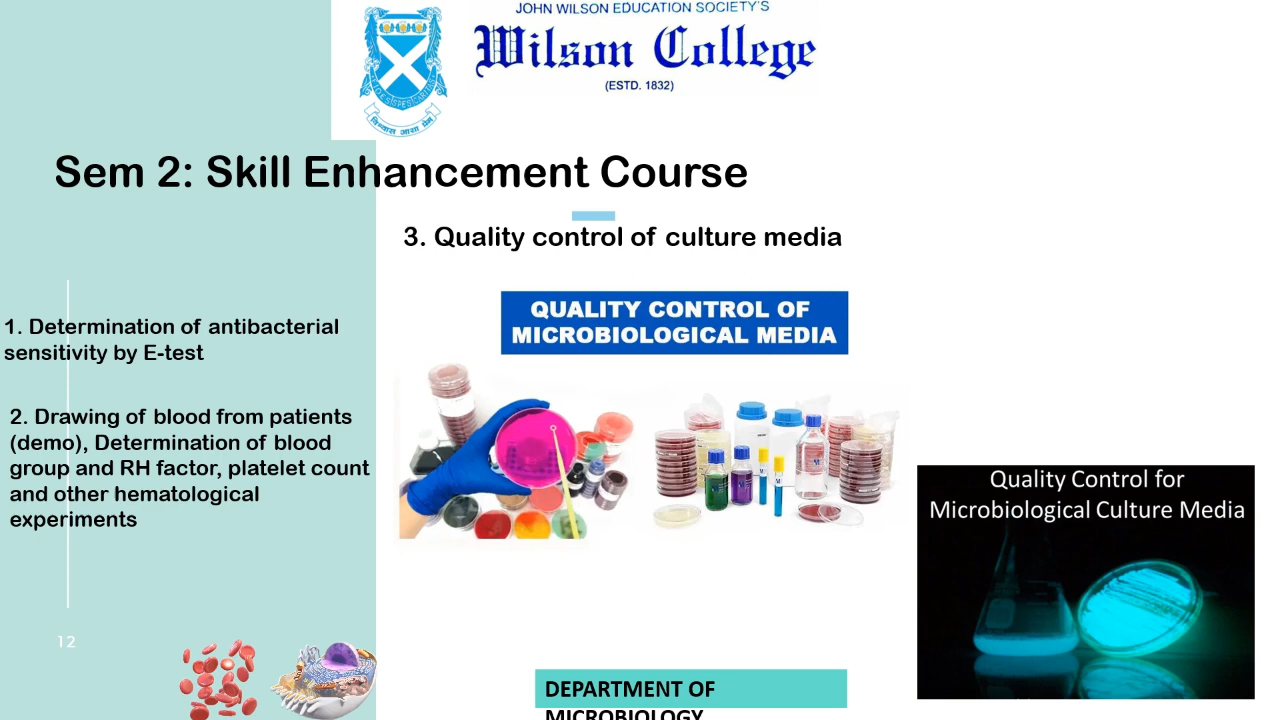 JOHN WILSON EDUCATION SOCIETY'S
Wilson College
(ESTD. 1832)
विश्वास आशा प्रेम
Sem 2: Skill Enhancement Course
3. Quality control of culture media
QUALITY CONTROL OF
MICROBIOLOGICAL MEDIA
1. Determination of antibacterial
sensitivity by E-test
2. Drawing of blood from patients
(demo), Determination of blood
group and RH factor, platelet count
and other hematological
experiments
Quality Control for
Microbiological Culture Media
12
DEPARTMENT OF
MICROBIOLOGY